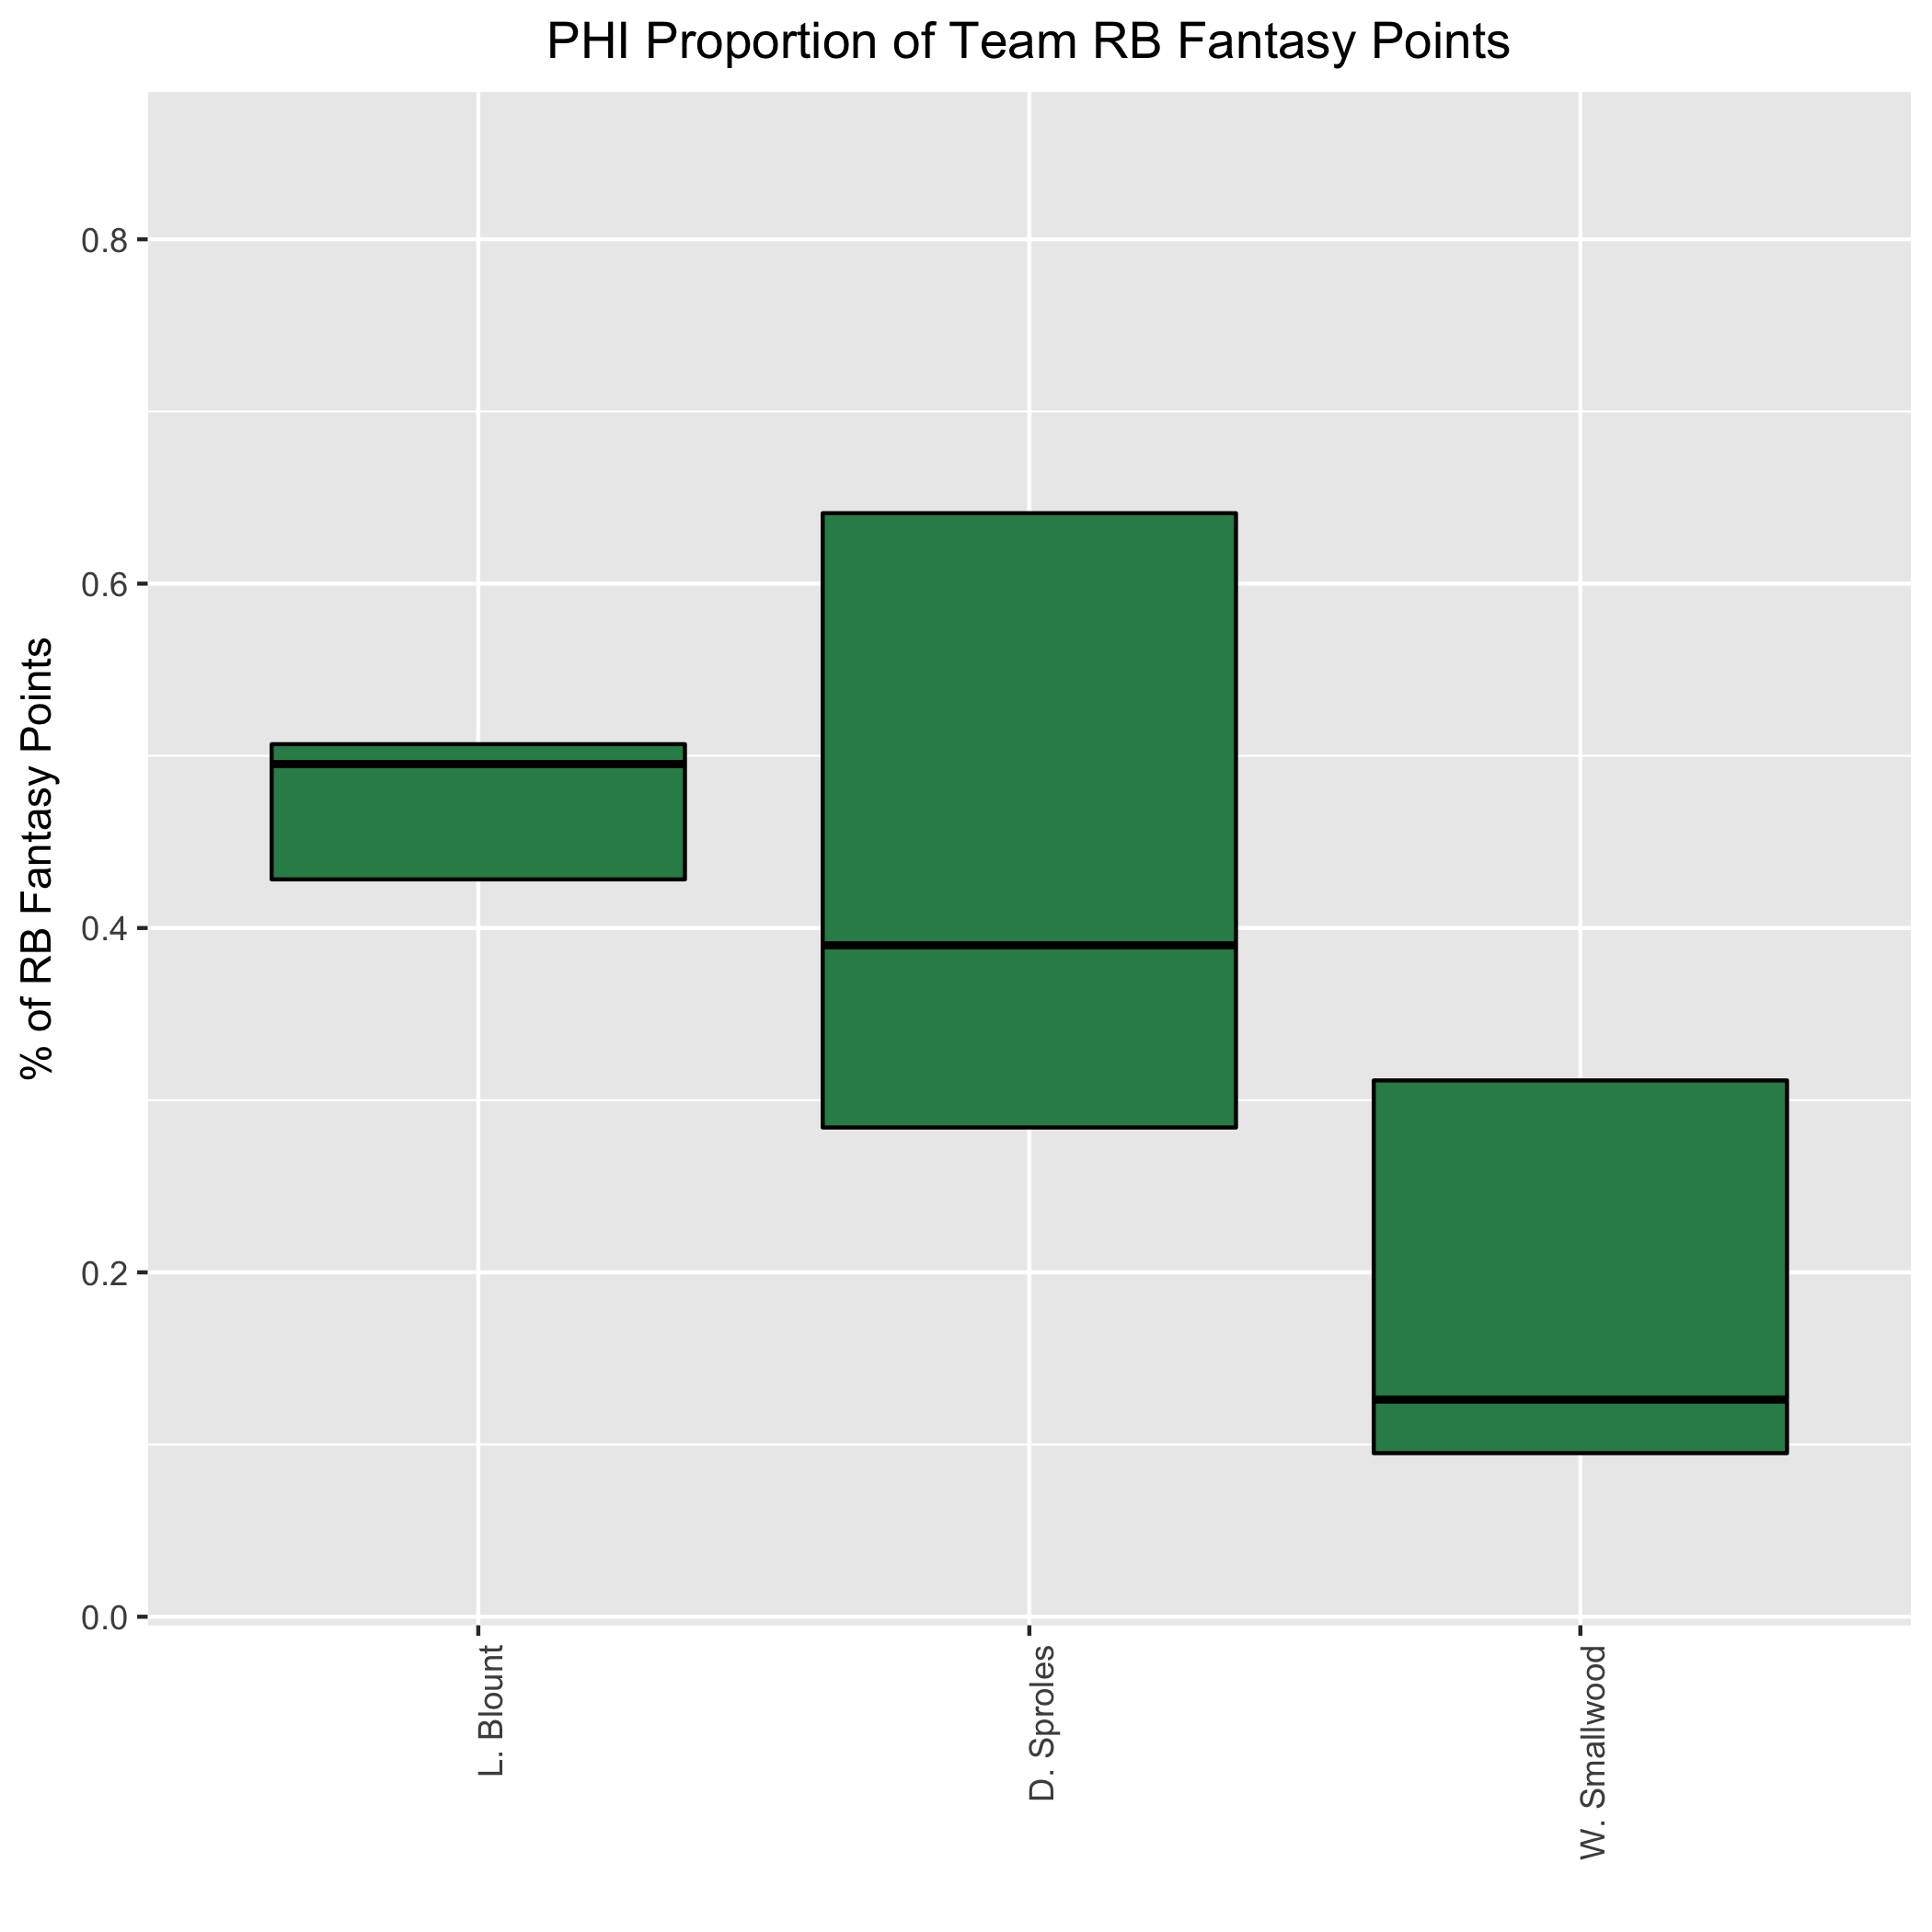 PHI Proportion of Team RB Fantasy Points
% of RB Fantasy Points
0.8
0.6
0.4
0.2
0.0
L. Blount
D. Sproles
W. Smallwood